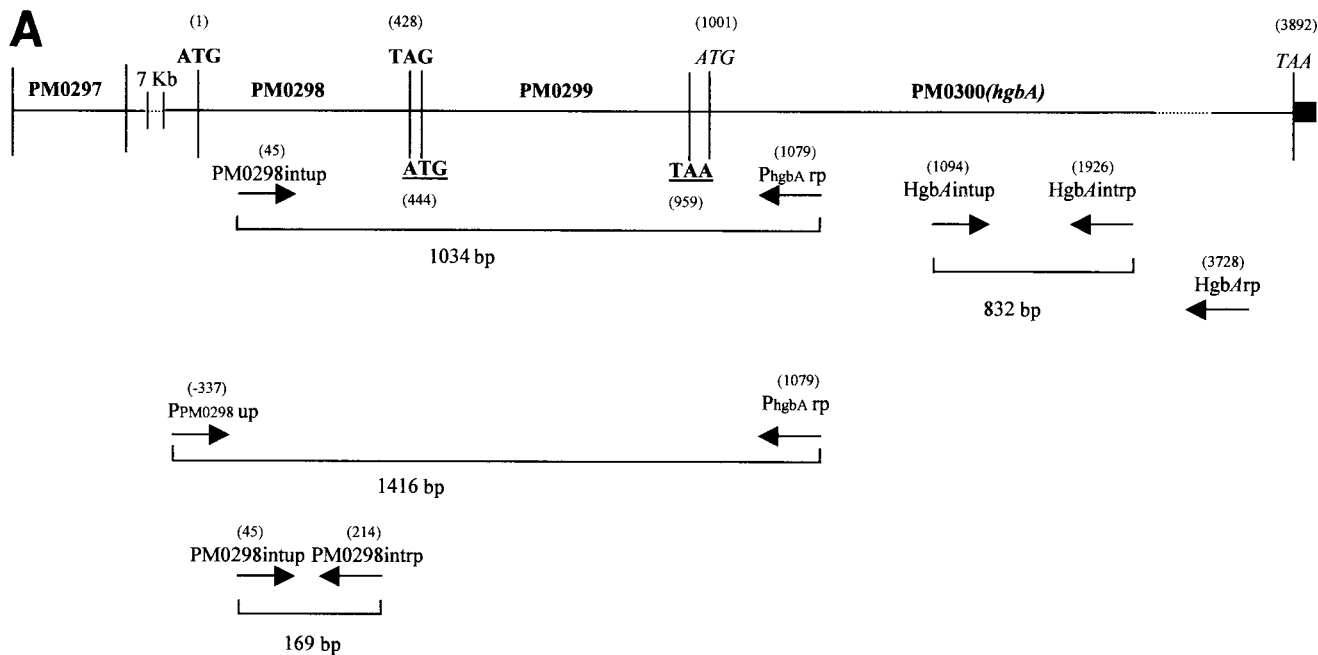 A
(1) (428) (1001) (3892)
ATG TAG ATG TAA
PM0297 7 Kb PM0298 PM0299 PM0300(hgbA)
(45) (1079) (1094) (1926)
PM0298intup ATG TAA PhgbA rp HgbAintup HgbAintrp
(444) (959)
1034 bp
(3728)
HgbArp
832 bp
(-337) (1079)
PPM0298 up PhgbA rp
1416 bp
(45) (214)
PM0298intup PM0298intrp
169 bp